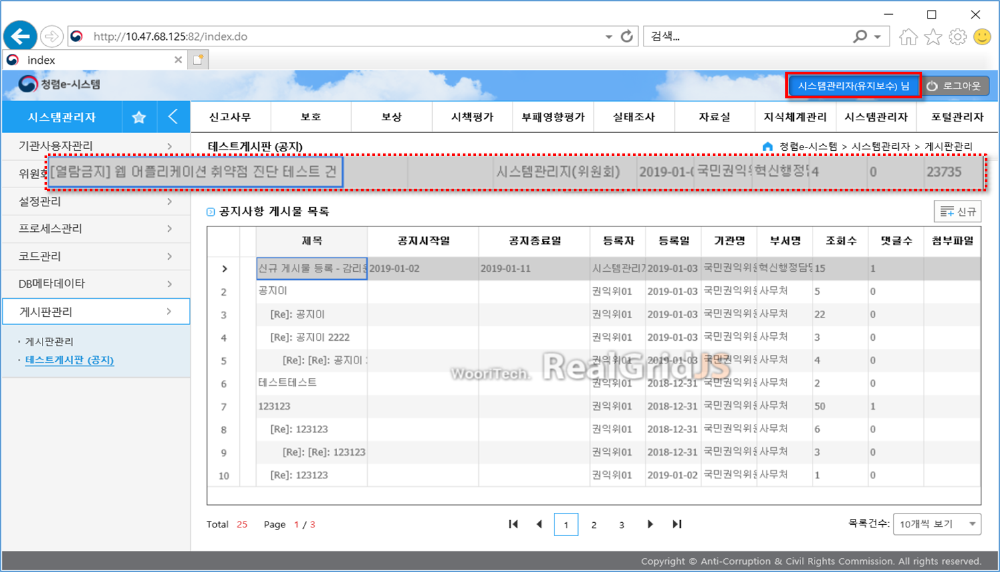 http://10.47.68.125:82/index.do
검색...
index
청렴e-시스템
시스템관리자(유지보수) 님
로그아웃
시스템관리자
신고사무 보호 보상 시책평가 부패영향평가 실태조사 자료실 지식체계관리 시스템관리자 포털관리자
기관사용자관리
테스트게시판 (공지)
청렴e-시스템 > 시스템관리자 > 게시판관리
위원회
[열람금지] 웹 어플리케이션 취약점 진단 테스트 건 시스템관리지(위원회) 2019-01-0 국민권익위 혁신행정담 4 0 23735
설정관리
프로세스관리
코드관리
DB메타데이타
게시판관리
· 게시판관리
· 테스트게시판 (공지)
공지사항 게시물 목록
신규
제목 공지시작일 공지종료일 등록자 등록일 기관명 부서명 조회수 댓글수 첨부파일
신규 게시물 등록 - 감리원 2019-01-02 2019-01-11 시스템관리자 2019-01-03 국민권익위원 혁신행정담당 15 1
2 공지이 권익위01 2019-01-03 국민권익위원 사무처 5 0
3 [Re]: 공지이 권익위01 2019-01-03 국민권익위원 사무처 22 0
4 [Re]: 공지이 2222 권익위01 2019-01-03 국민권익위원 사무처 3 0
5 [Re]: [Re]: 공지이 권익위01 2019-01-03 국민권익위원 사무처 4 0
WooriTech. RealGridJS
6 테스트테스트 권익위01 2018-12-31 국민권익위원 사무처 2 0
7 123123 권익위01 2018-12-31 국민권익위원 사무처 50 1
8 [Re]: 123123 권익위01 2018-12-31 국민권익위원 사무처 6 0
9 [Re]: [Re]: 123123 권익위01 2018-12-31 국민권익위원 사무처 3 0
10 [Re]: 123123 권익위01 2019-01-02 국민권익위원 사무처 1 0
Total 25 Page 1 / 3
1 2 3
목록건수: 10개씩 보기
Copyright © Anti-Corruption & Civil Rights Commission. All rights reserved.